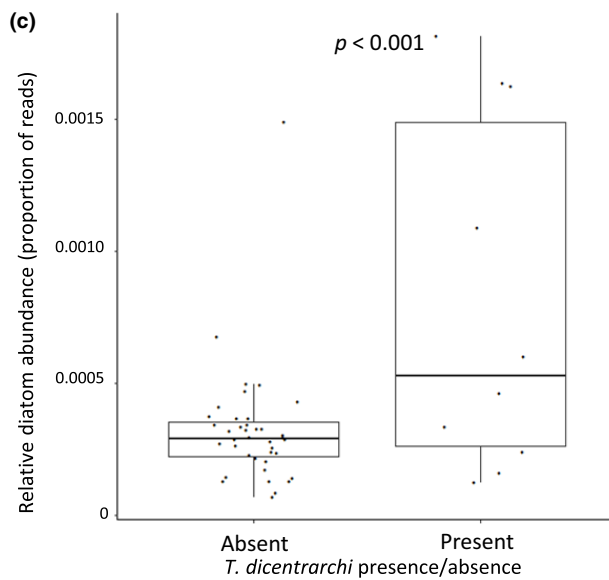 (c)
p < 0.001
Relative diatom abundance (proportion of reads)
0.0015
0.0010
0.0005
0
Absent
Present
T. dicentrarchi presence/absence